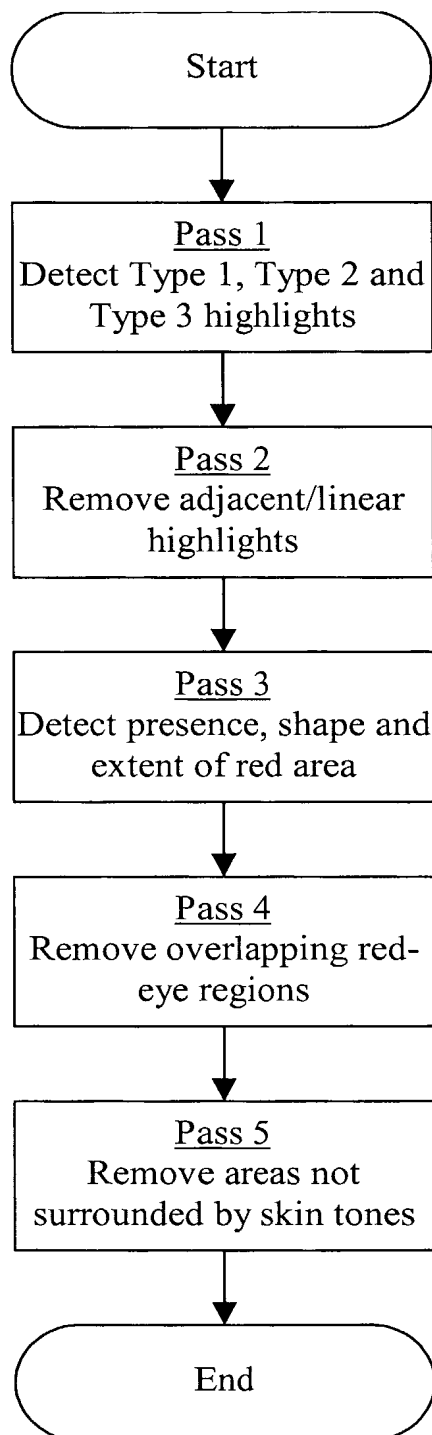 Start
Pass 1
Detect Type 1, Type 2 and
Type 3 highlights
Pass 2
Remove adjacent/linear
highlights
Pass 3
Detect presence, shape and
extent of red area
Pass 4
Remove overlapping red-
eye regions
Pass 5
Remove areas not
surrounded by skin tones
End